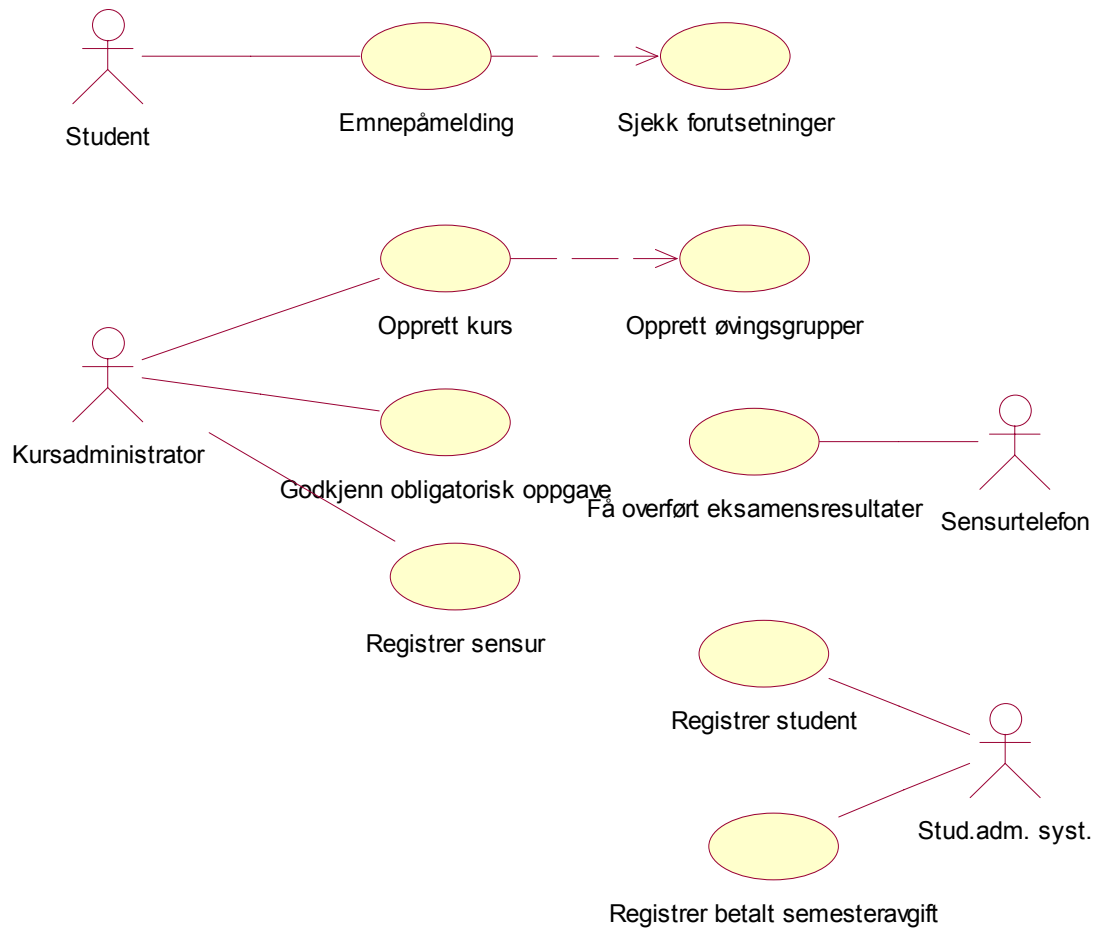 Student
Emnepåmelding
Sjekk forutsetninger
Opprett kurs
Opprett øvingsgrupper
Kursadministrator
Godkjenn obligatorisk oppgave
Få overført eksamensresultater
Sensurtelefon
Registrer sensur
Registrer student
Stud.adm. syst.
Registrer betalt semesteravgift